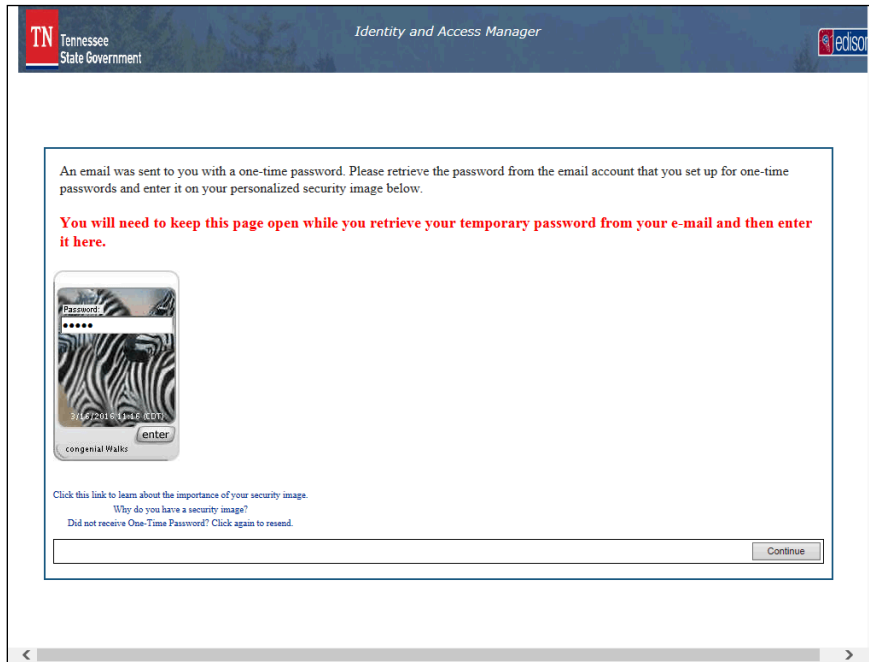 TN Tennessee
State Government
Identity and Access Manager
edison
An email was sent to you with a one-time password. Please retrieve the password from the email account that you set up for one-time
passwords and enter it on your personalized security image below.
You will need to keep this page open while you retrieve your temporary password from your e-mail and then enter
it here.
Password:
•••••
3/16/2016 11:16 (CDT)
enter
congenial Walks
Click this link to learn about the importance of your security image.
Why do you have a security image?
Did not receive One-Time Password? Click again to resend.
Continue